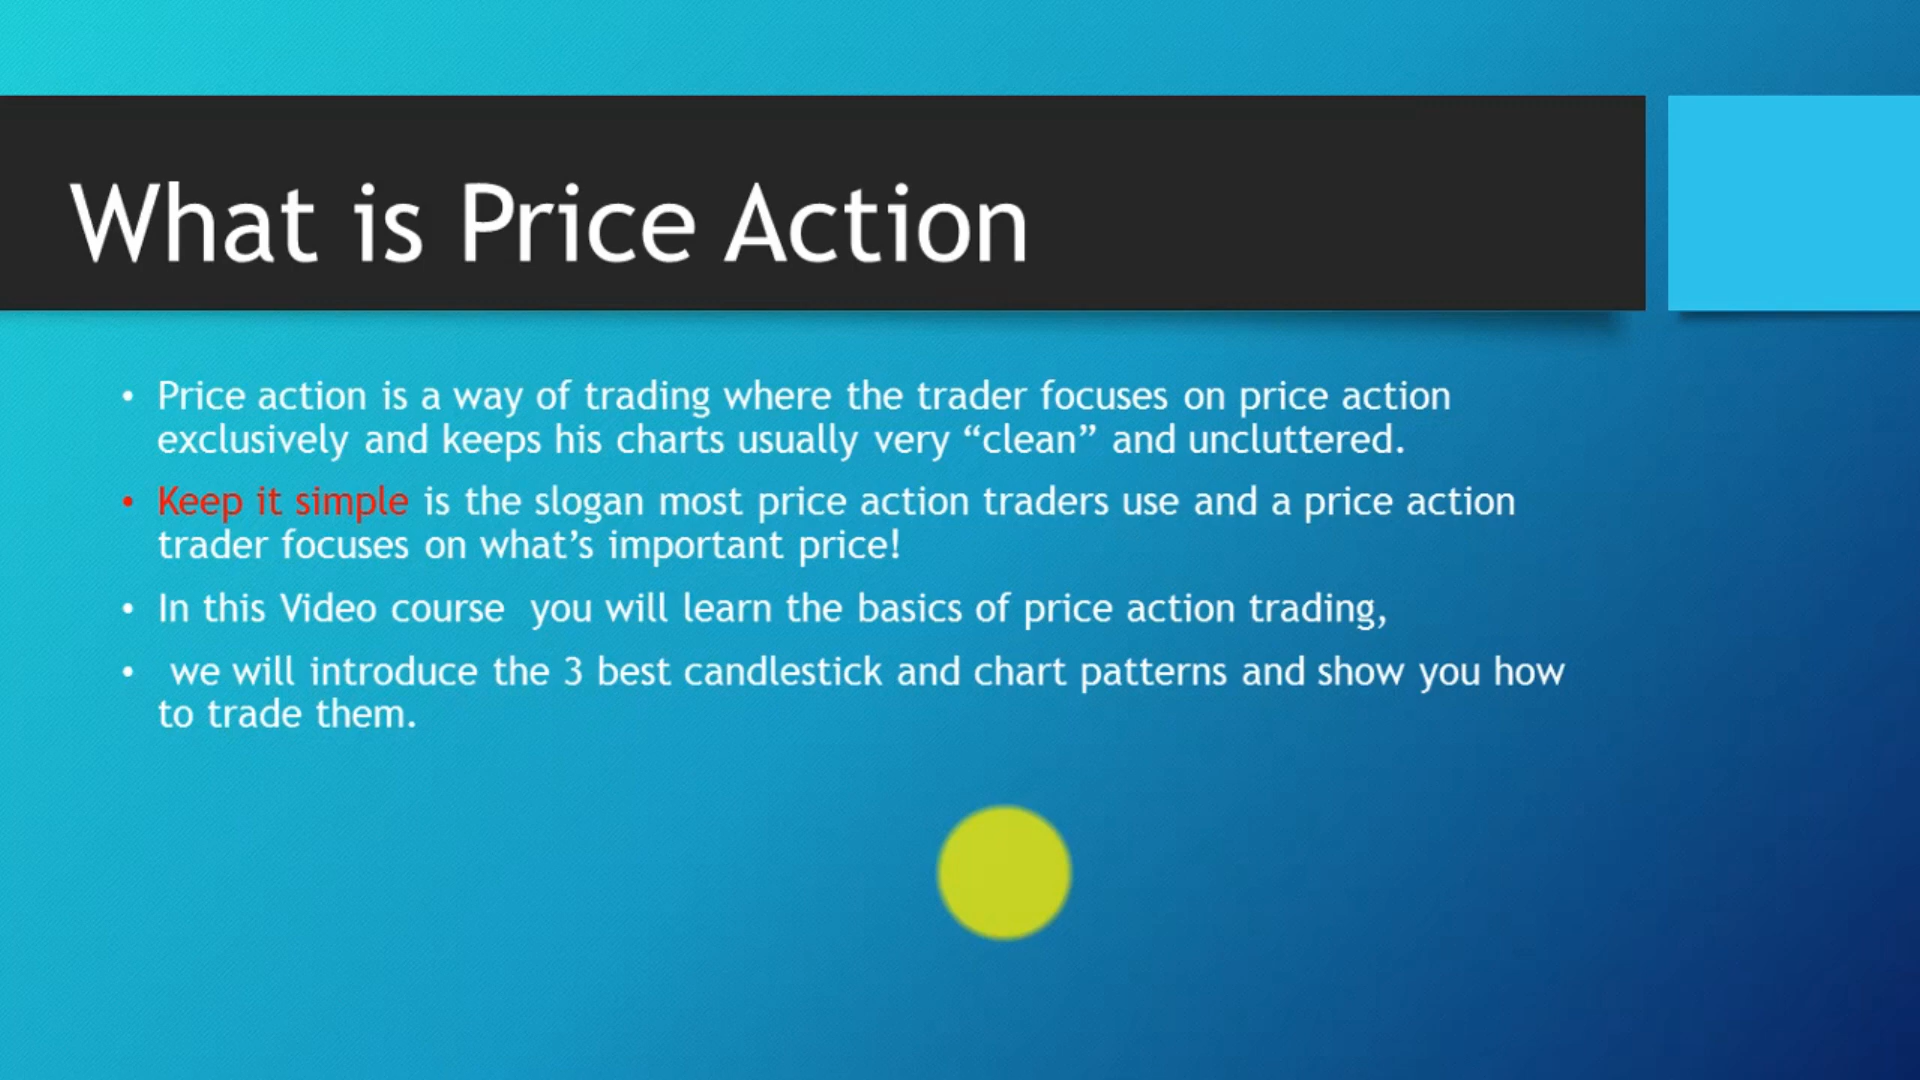 What is Price Action
• Price action is a way of trading where the trader focuses on price action
exclusively and keeps his charts usually very “clean” and uncluttered.
• Keep it simple is the slogan most price action traders use and a price action
trader focuses on what’s important price!
• In this Video course  you will learn the basics of price action trading,
•  we will introduce the 3 best candlestick and chart patterns and show you how
to trade them.